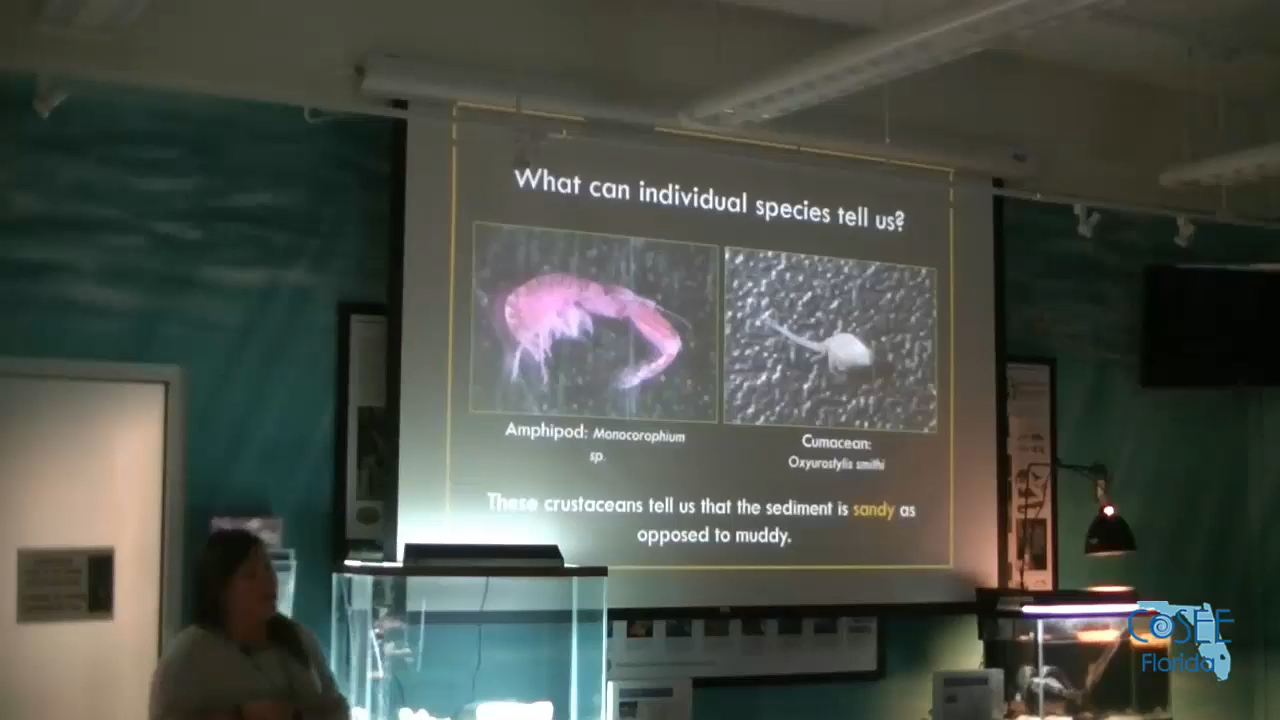 What can individual species tell us?
Amphipod: Monocorophium
sp.
Cumacean:
Oxyurostylis smithi
These crustaceans tell us that the sediment is sandy as
opposed to muddy.
COSEE
Florida